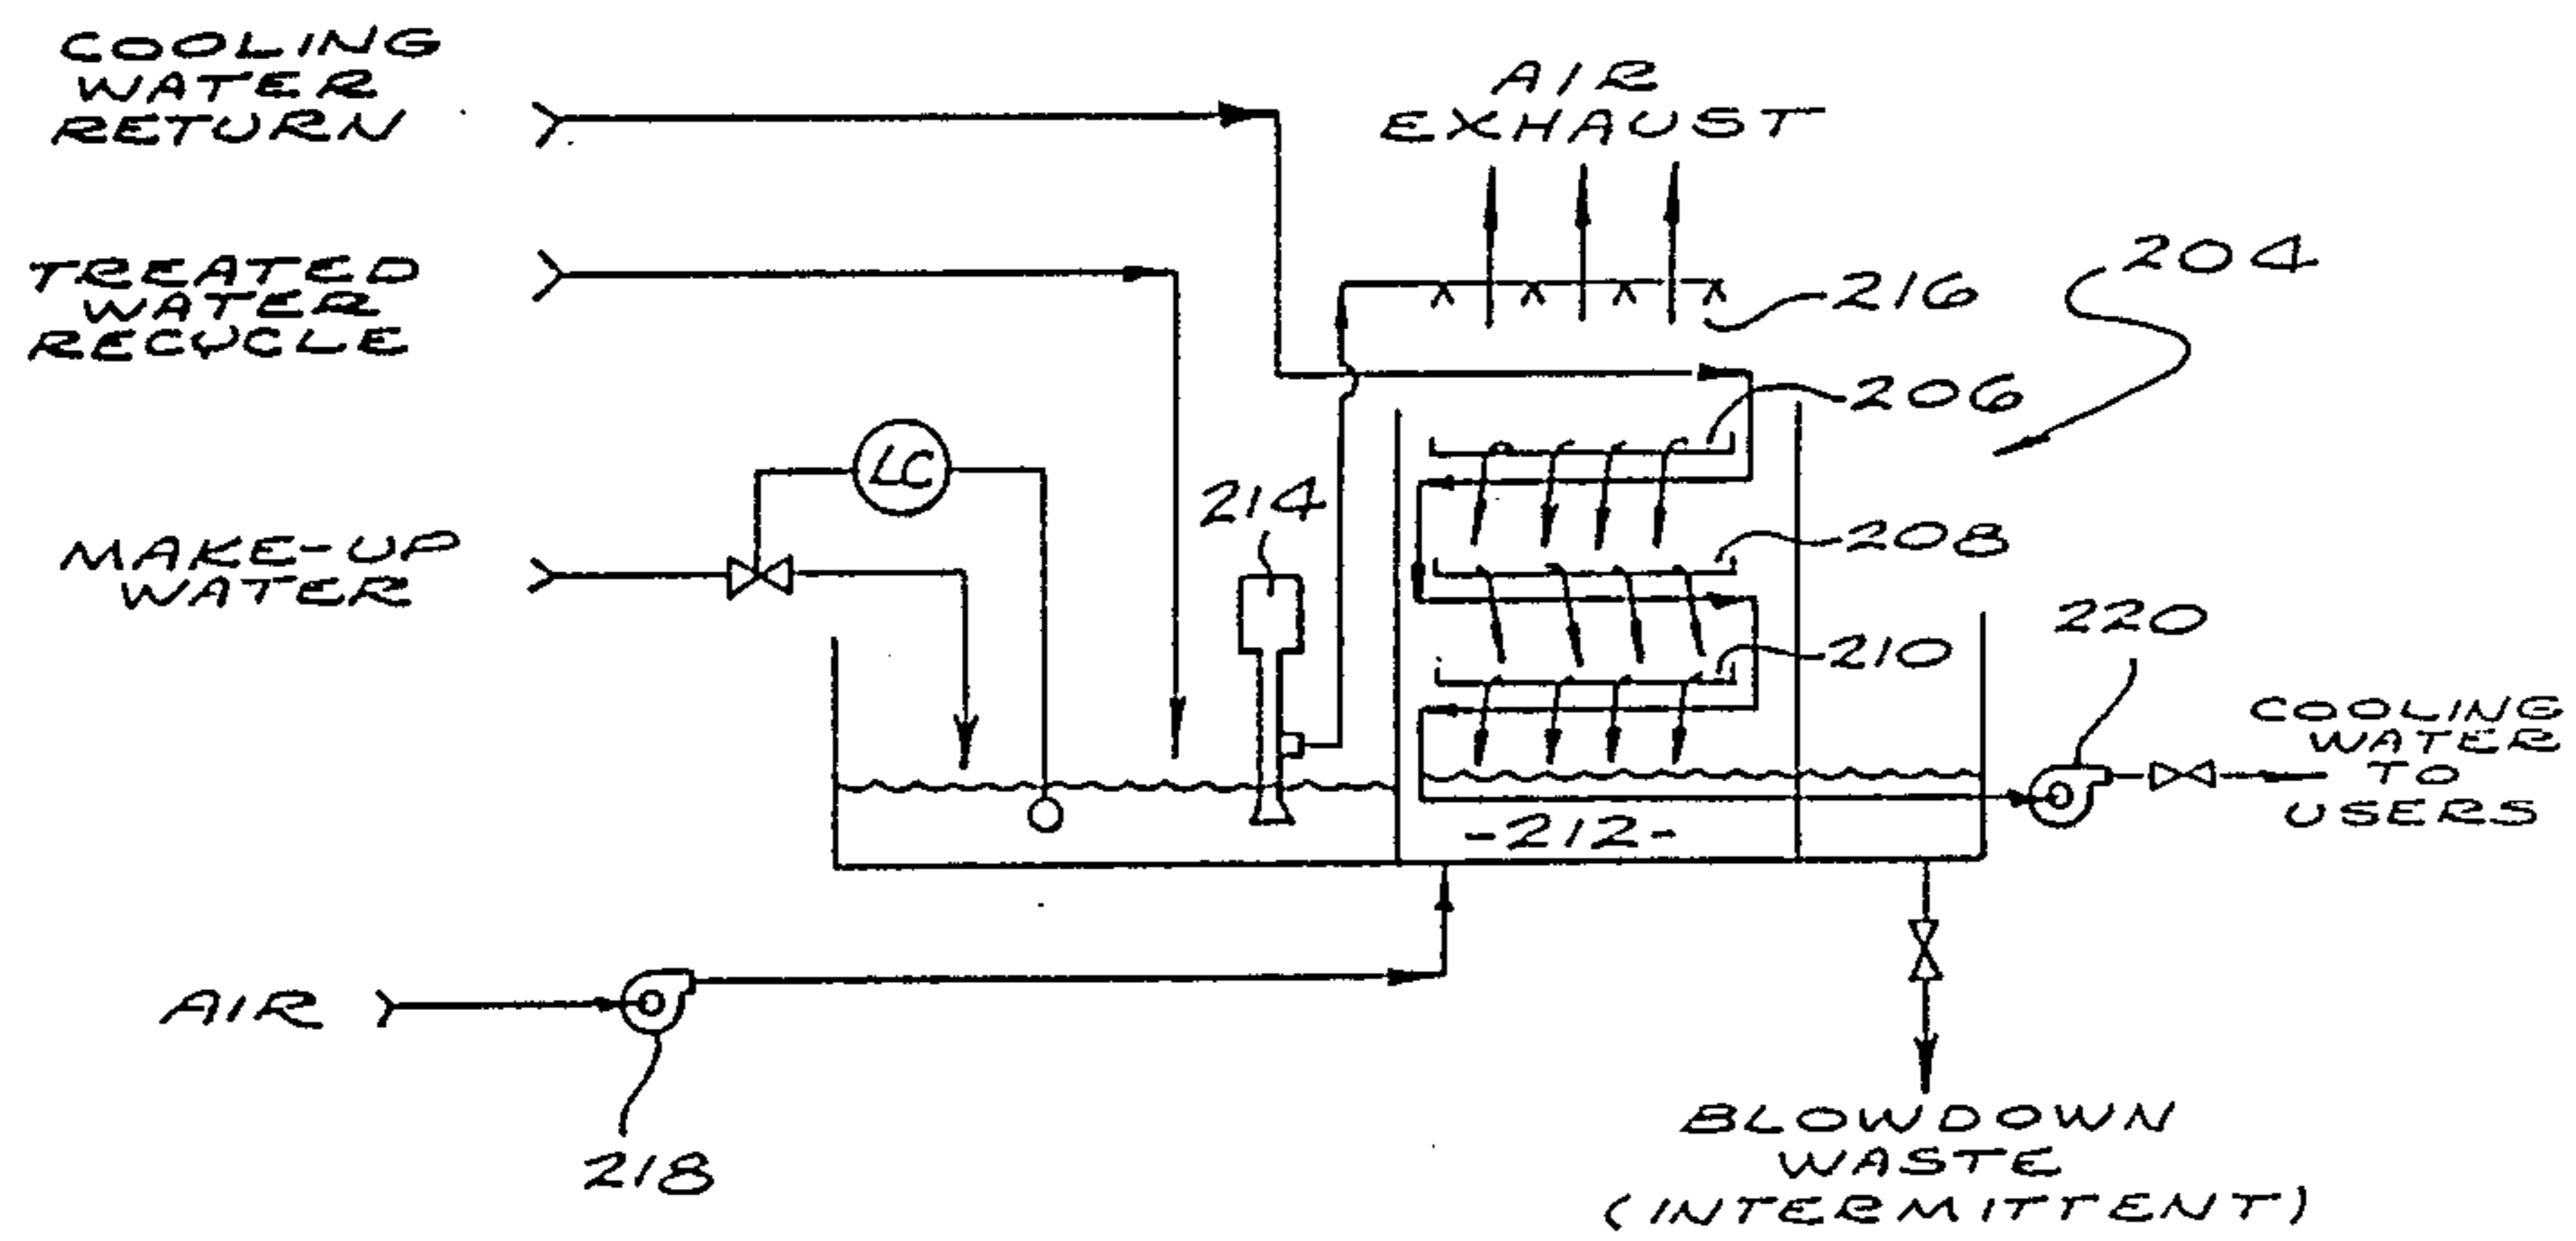 COOLING
WATER
RETURN
AIR
EXHAUST
TREATED
WATER
RECYCLE
204
216
206
LC
214
MAKE-UP
WATER
208
210
220
COOLING
WATER
TO
USERS
-212-
AIR
218
BLOWDOWN
WASTE
(INTERMITTENT)